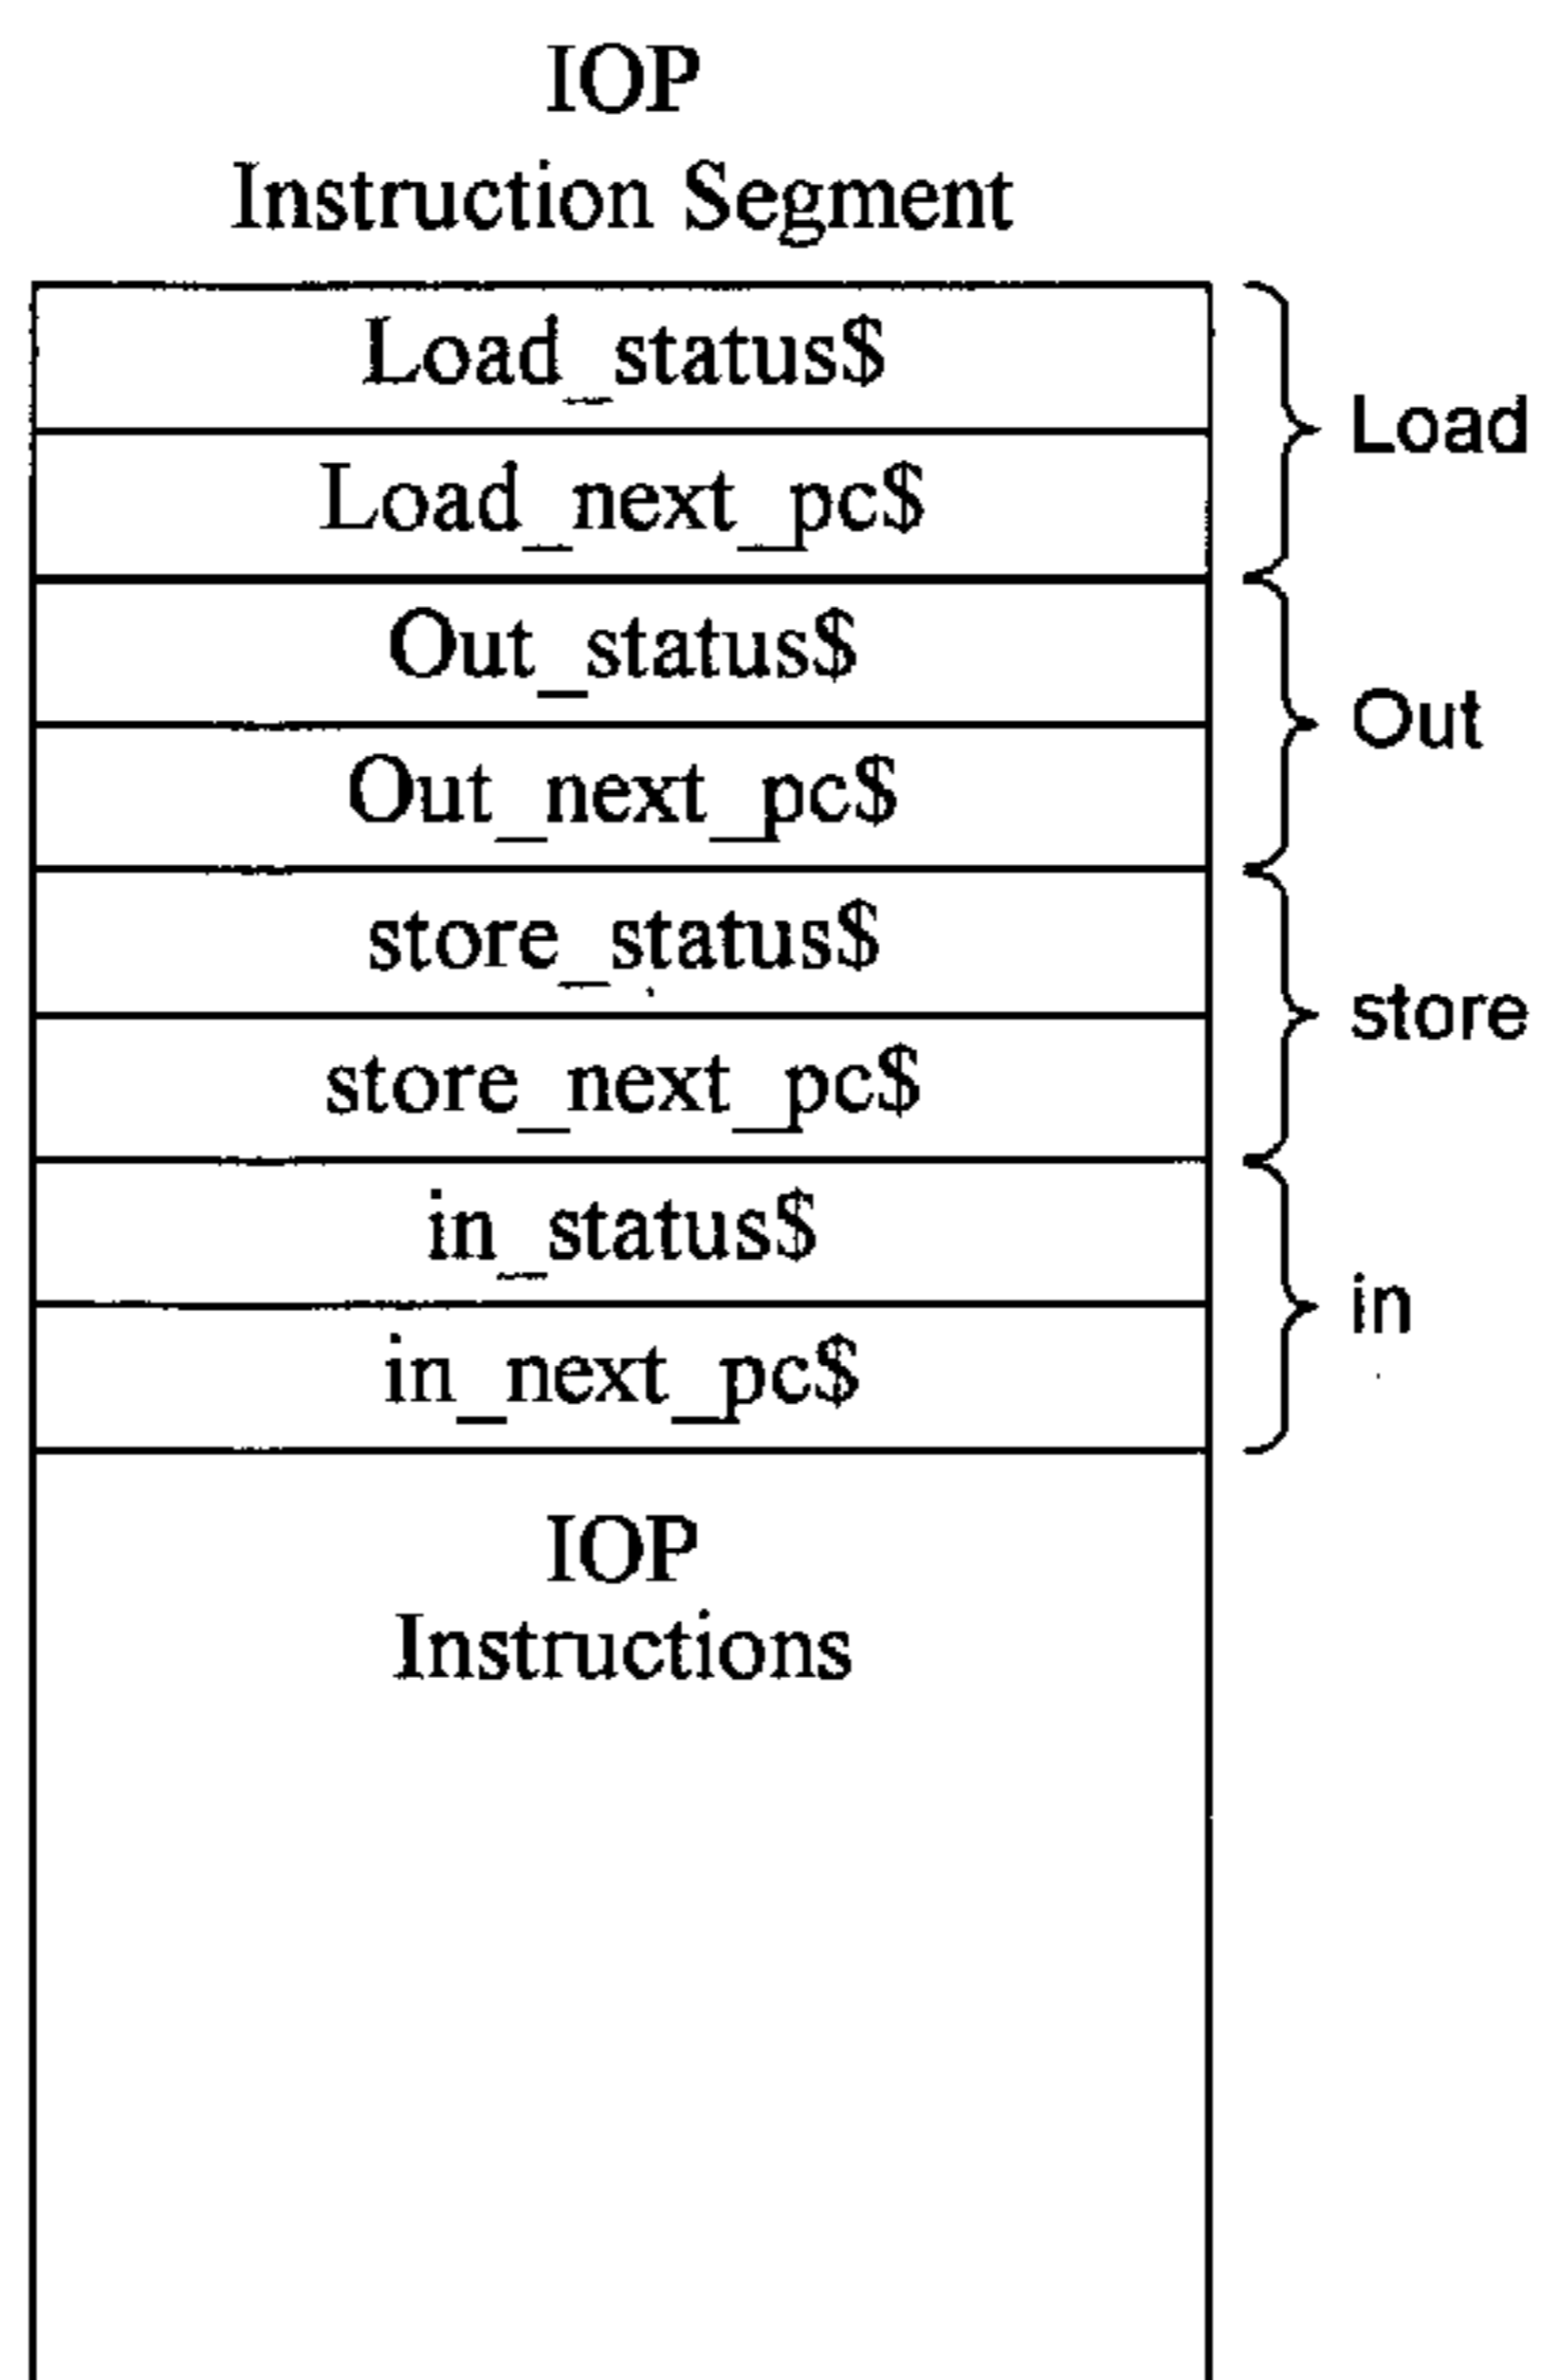 IOP
Instruction Segment
Load_status$
Load_next_pc$
Load
Out_status$
Out_next_pc$
Out
store_status$
store_next_pc$
store
in_status$
in_next_pc$
in
IOP
Instructions